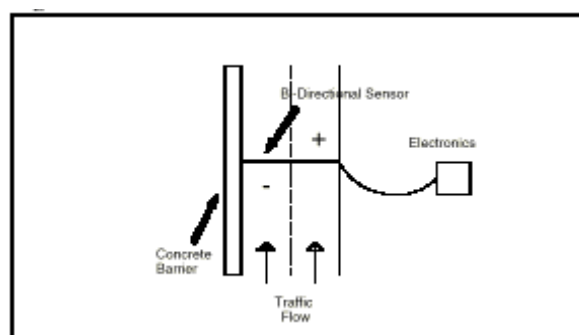 Bi-Directional Sensor
+
Electronics
-
Concrete
Barrier
Traffic
Flow